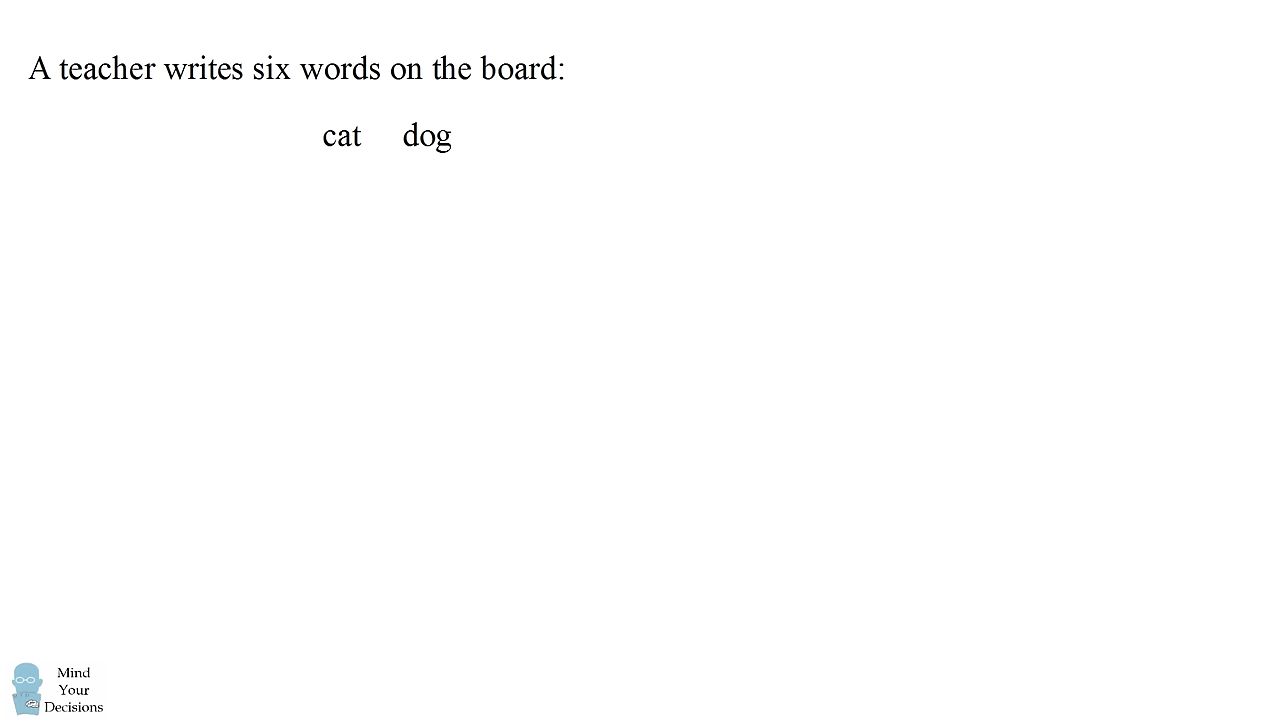 A teacher writes six words on the board:
cat dog
Mind
Your
Decisions